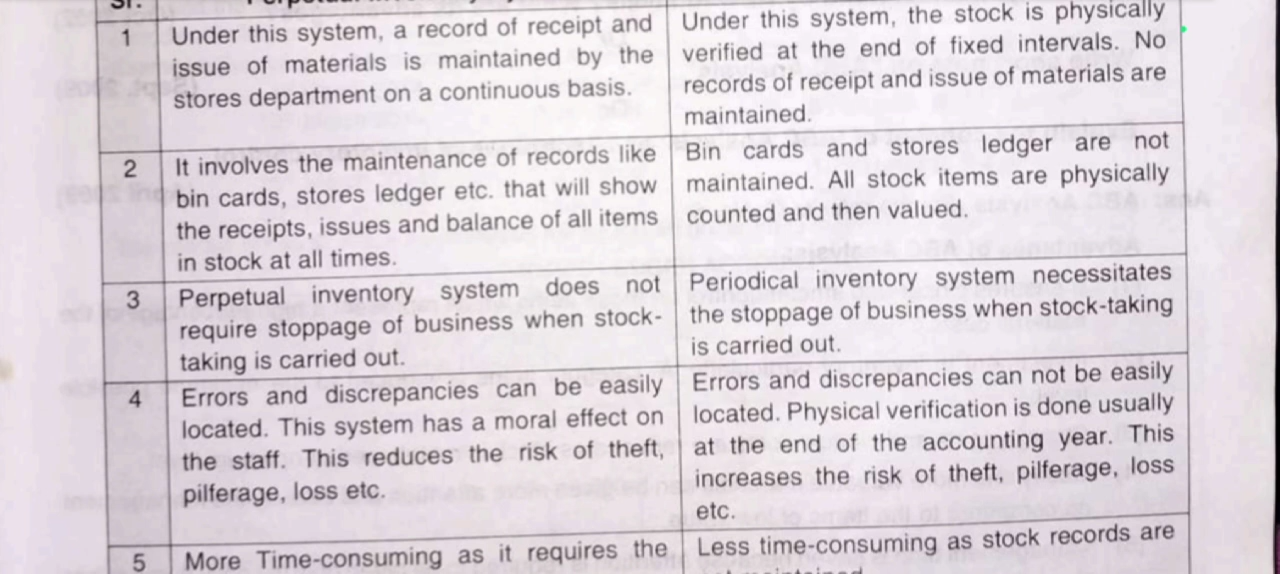 Sr.
1
Under this system, a record of receipt and
issue of materials is maintained by the
stores department on a continuous basis.
Under this system, the stock is physically
verified at the end of fixed intervals. No
records of receipt and issue of materials are
maintained.
2
It involves the maintenance of records like
bin cards, stores ledger etc. that will show
the receipts, issues and balance of all items
in stock at all times.
Bin cards and stores ledger are not
maintained. All stock items are physically
counted and then valued.
3
Perpetual inventory system does not
require stoppage of business when stock-
taking is carried out.
Periodical inventory system necessitates
the stoppage of business when stock-taking
is carried out.
4
Errors and discrepancies can be easily
located. This system has a moral effect on
the staff. This reduces the risk of theft,
pilferage, loss etc.
Errors and discrepancies can not be easily
located. Physical verification is done usually
at the end of the accounting year. This
increases the risk of theft, pilferage, loss
etc.
5
More Time-consuming as it requires the
Less time-consuming as stock records are